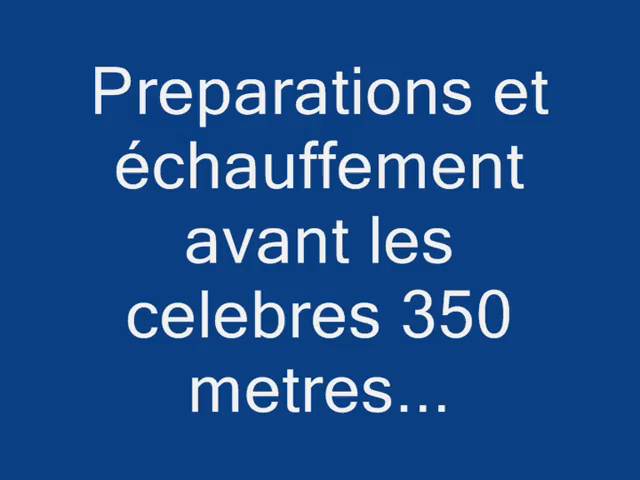 Preparations et
échauffement
avant les
celebres 350
metres...